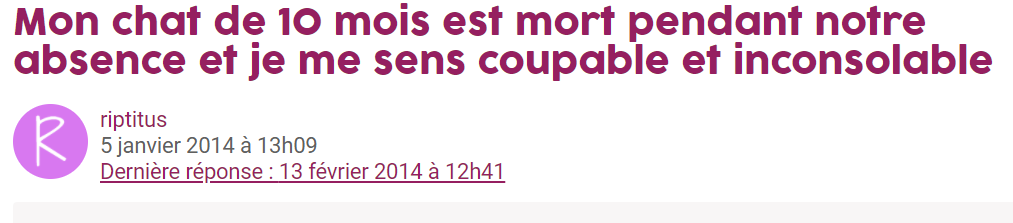 Mon chat de 10 mois est mort pendant notre
absence et je me sens coupable et inconsolable
R
riptitus
5 janvier 2014 à 13h09
Dernière réponse : 13 février 2014 à 12h41